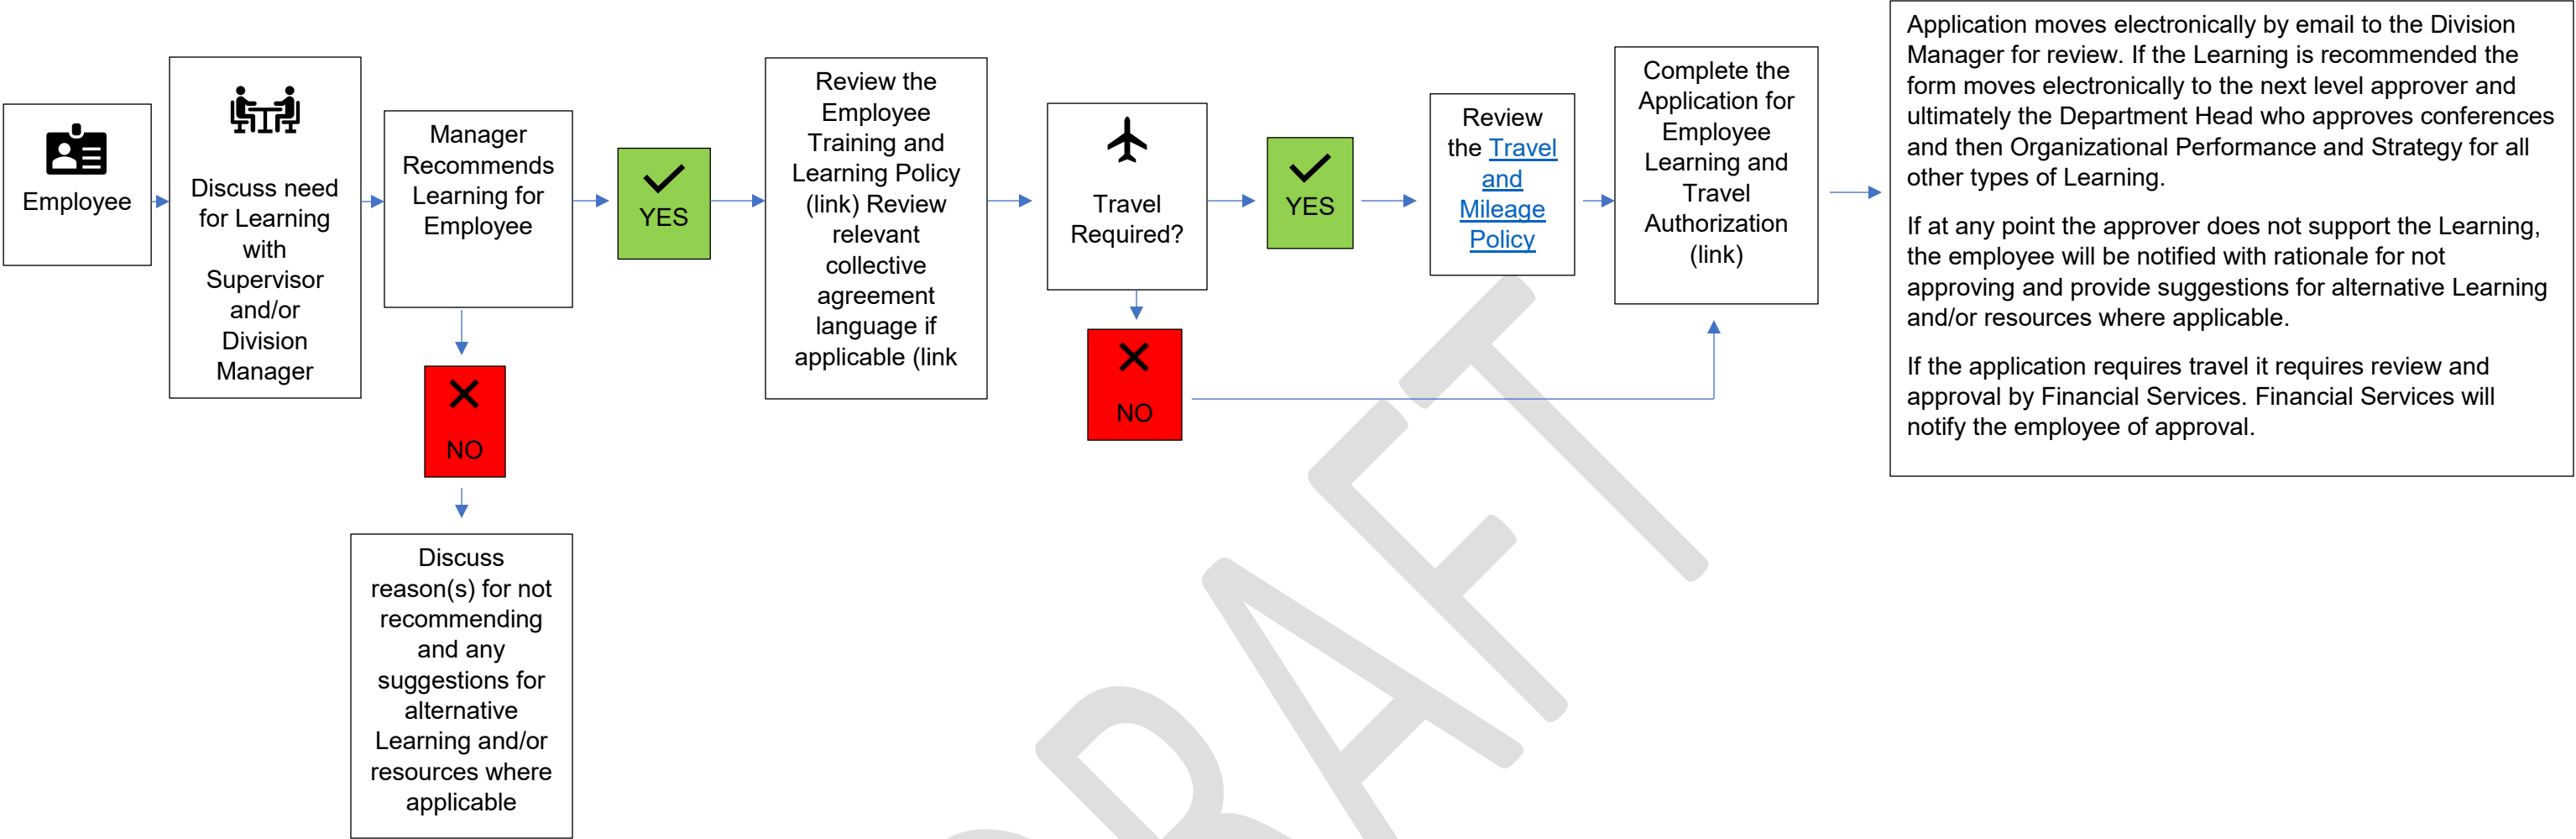 Employee
Discuss need
for Learning
with
Supervisor
and/or
Division
Manager
Manager
Recommends
Learning for
Employee
YES
NO
Discuss
reason(s) for not
recommending
and any
suggestions for
alternative
Learning and/or
resources where
applicable
Review the
Employee
Training and
Learning Policy
(link) Review
relevant
collective
agreement
language if
applicable (link
Travel
Required?
YES
NO
Review
the Travel
and
Mileage
Policy
Complete the
Application for
Employee
Learning and
Travel
Authorization
(link)
Application moves electronically by email to the Division
Manager for review. If the Learning is recommended the
form moves electronically to the next level approver and
ultimately the Department Head who approves conferences
and then Organizational Performance and Strategy for all
other types of Learning.
If at any point the approver does not support the Learning,
the employee will be notified with rationale for not
approving and provide suggestions for alternative Learning
and/or resources where applicable.
If the application requires travel it requires review and
approval by Financial Services. Financial Services will
notify the employee of approval.
DRAFT